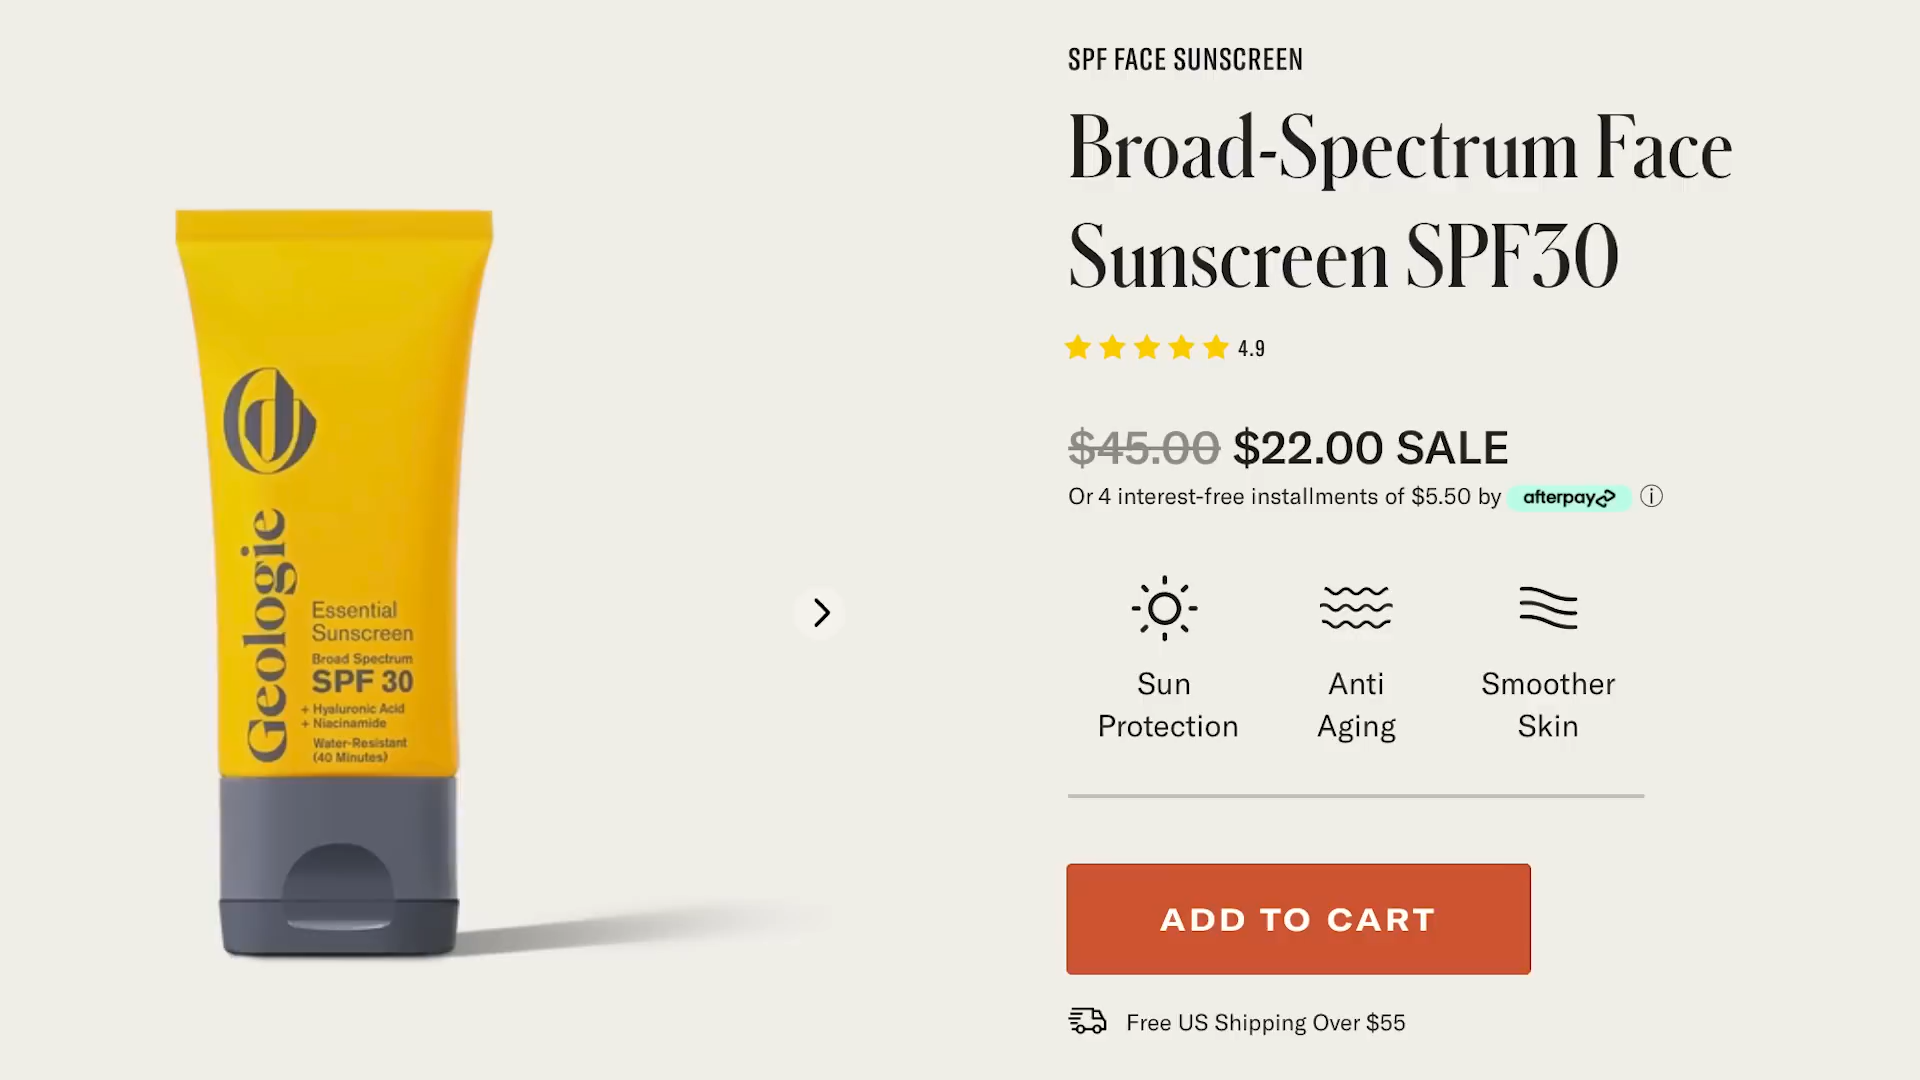 SPF FACE SUNSCREEN
Broad-Spectrum Face
Sunscreen SPF30
4.9
$45.00 $22.00 SALE
Or 4 interest-free installments of $5.50 by afterpay
Sun
Protection
Anti
Aging
Smoother
Skin
ADD TO CART
Free US Shipping Over $55
Geologie
Essential
Sunscreen
Broad Spectrum
SPF 30
+ Hyaluronic Acid
+ Niacinamide
Water-Resistant
(40 Minutes)